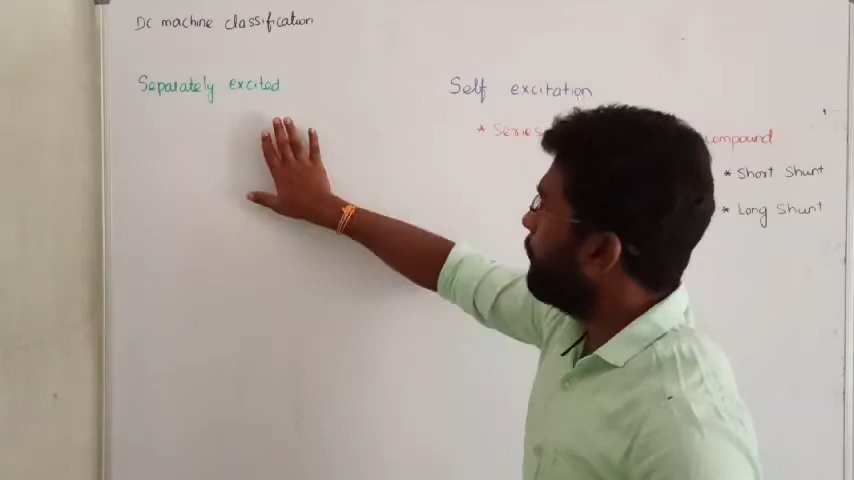 Dc machine classification
Separately excited
Self excitation
* Series compound
* Short Shunt
* Long Shunt